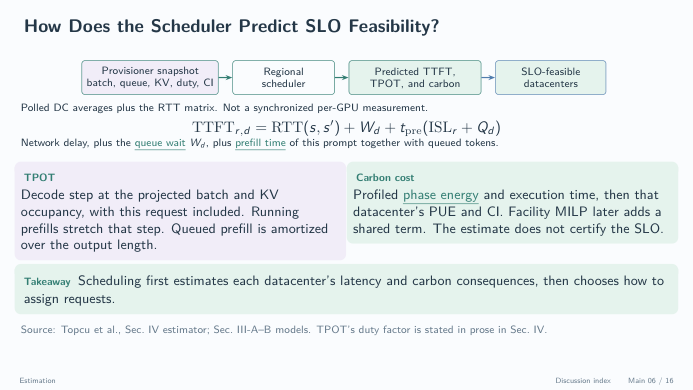 How Does the Scheduler Predict SLO Feasibility?
Provisioner snapshot
batch, queue, KV, duty, CI
Regional
scheduler
Predicted TTFT,
TPOT, and carbon
SLO-feasible
datacenters
Polled DC averages plus the RTT matrix. Not a synchronized per-GPU measurement.
TTFT_{r,d} = RTT(s, s′) + W_d + t_{pre}(ISL_r + Q_d)
Network delay, plus the queue wait W_d, plus prefill time of this prompt together with queued tokens.
TPOT
Decode step at the projected batch and KV
occupancy, with this request included. Running
prefills stretch that step. Queued prefill is amortized
over the output length.
Carbon cost
Profiled phase energy and execution time, then that
datacenter's PUE and CI. Facility MILP later adds a
shared term. The estimate does not certify the SLO.
Takeaway Scheduling first estimates each datacenter's latency and carbon consequences, then chooses how to
assign requests.
Source: Topcu et al., Sec. IV estimator; Sec. III-A–B models. TPOT's duty factor is stated in prose in Sec. IV.
Estimation
Discussion index Main 06 / 16